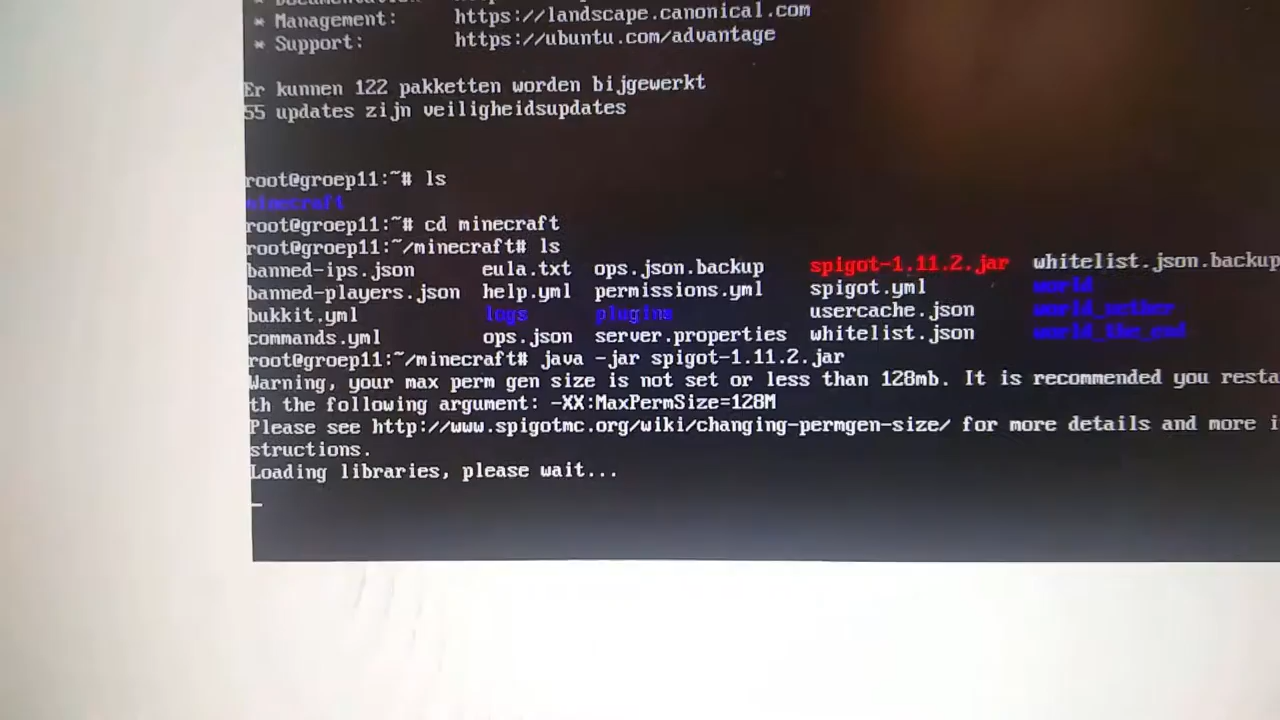 * Management: https://landscape.canonical.com
* Support: https://ubuntu.com/advantage
Er kunnen 122 pakketten worden bijgewerkt
55 updates zijn veiligheidsupdates
root@groep11:~# ls
minecraft
root@groep11:~# cd minecraft
root@groep11:~/minecraft# ls
banned-ips.json eula.txt ops.json.backup spigot-1.11.2.jar whitelist.json.backup
banned-players.json help.yml permissions.yml spigot.yml world
bukkit.yml logs plugins usercache.json world_nether
commands.yml ops.json server.properties whitelist.json world_the_end
root@groep11:~/minecraft# java -jar spigot-1.11.2.jar
Warning, your max perm gen size is not set or less than 128mb. It is recommended you resta
th the following argument: -XX:MaxPermSize=128M
Please see http://www.spigotmc.org/wiki/changing-permgen-size/ for more details and more i
structions.
Loading libraries, please wait...